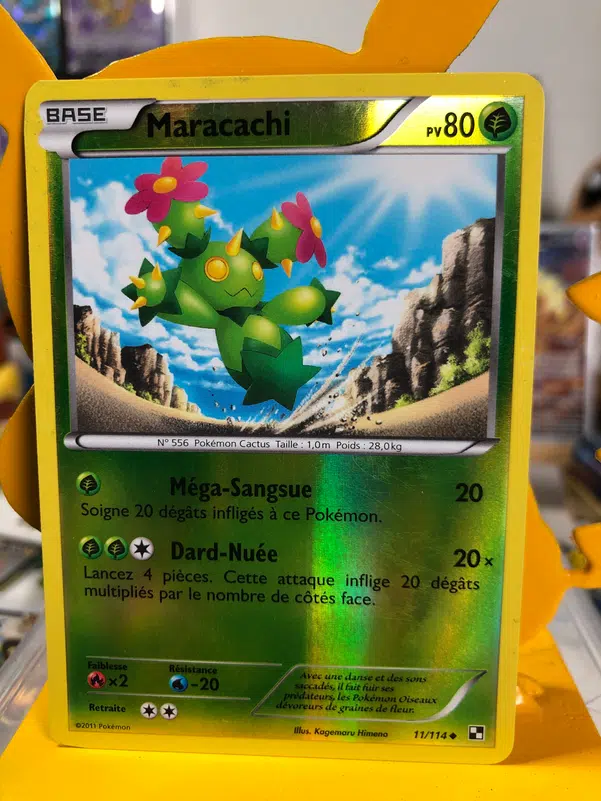 BASE
Maracachi
PV 80
N° 556 Pokémon Cactus Taille : 1,0m Poids : 28,0kg
Méga-Sangsue 20
Soigne 20 dégâts infligés à ce Pokémon.
Dard-Nuée 20×
Lancez 4 pièces. Cette attaque inflige 20 dégâts
multipliés par le nombre de côtés face.
Faiblesse
×2
Résistance
-20
Retraite
Avec une danse et des sons
saccadés, il fait fuir ses
prédateurs, les Pokémon Oiseaux
dévoreurs de graines de fleur.
©2011 Pokémon
Illus. Kagemaru Himeno
11/114